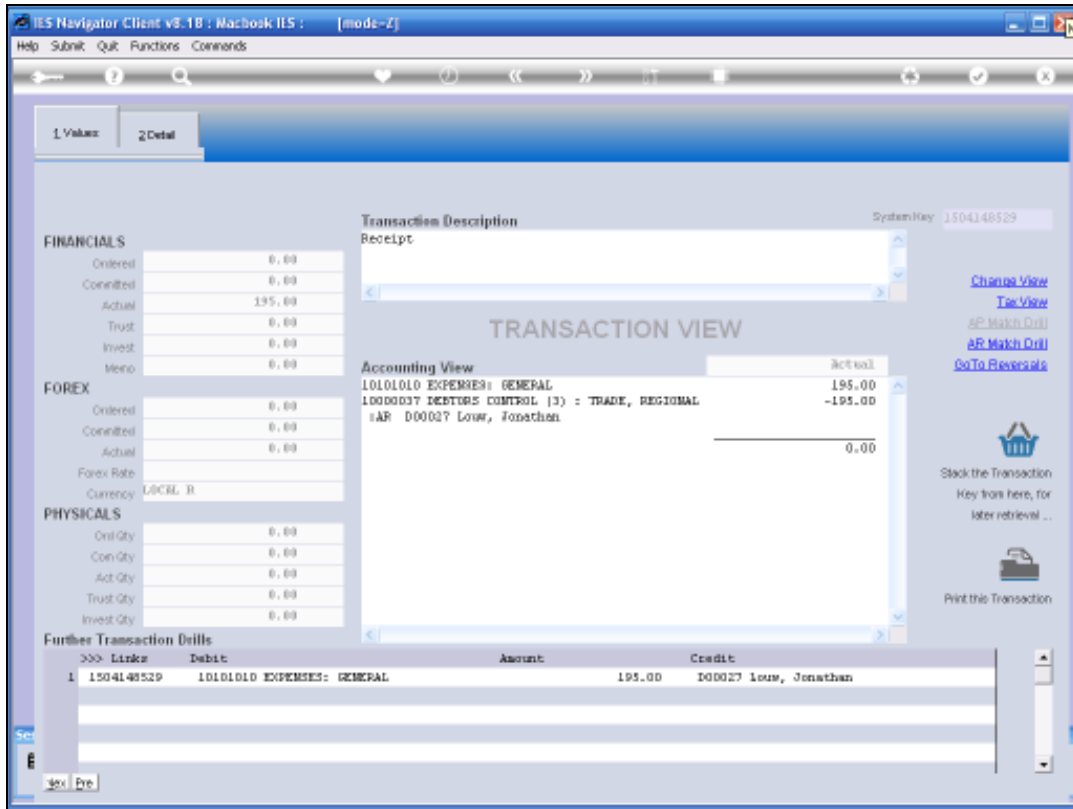 IES Navigator Client v8.18 : Macbook IES : [mode=Z]
Help Submit Quit Functions Commands
1 Values 2 Detail
Transaction Description
System Key 1504148529
Receipt
FINANCIALS
Ordered 0.00
Committed 0.00
Actual 195.00
Trust 0.00
Invest 0.00
Memo 0.00
Change View
Tax View
AP Match Drill
AR Match Drill
GoTo Reversals
TRANSACTION VIEW
Accounting View Actual
10101010 EXPENSES: GENERAL 195.00
10000037 DEBTORS CONTROL (3) : TRADE, REGIONAL -195.00
:AR D00027 Louw, Jonathan
0.00
FOREX
Ordered 0.00
Committed 0.00
Actual 0.00
Forex Rate
Currency LOCAL R
PHYSICALS
Ord Qty 0.00
Com Qty 0.00
Act Qty 0.00
Trust Qty 0.00
Invest Qty 0.00
Stack the Transaction
Key from here, for
later retrieval ...
Print this Transaction
Further Transaction Drills
>>> Links Debit Amount Credit
1 1504148529 10101010 EXPENSES: GENERAL 195.00 D00027 Louw, Jonathan
Pre